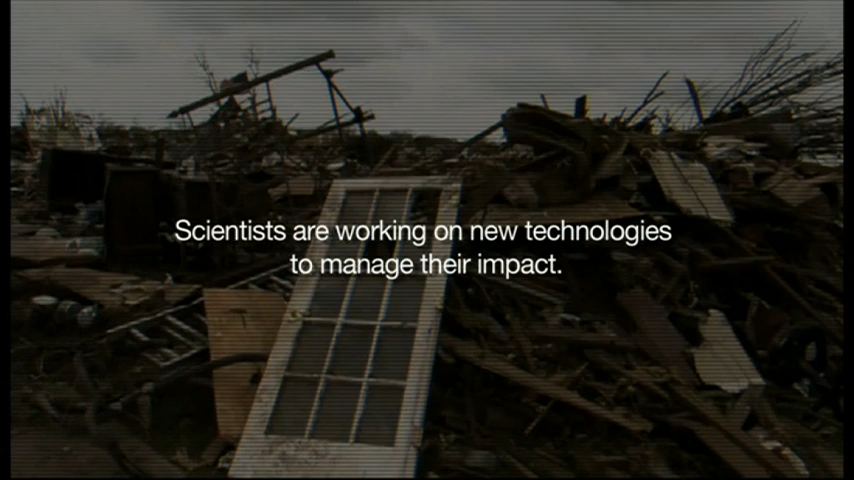 Scientists are working on new technologies
to manage their impact.